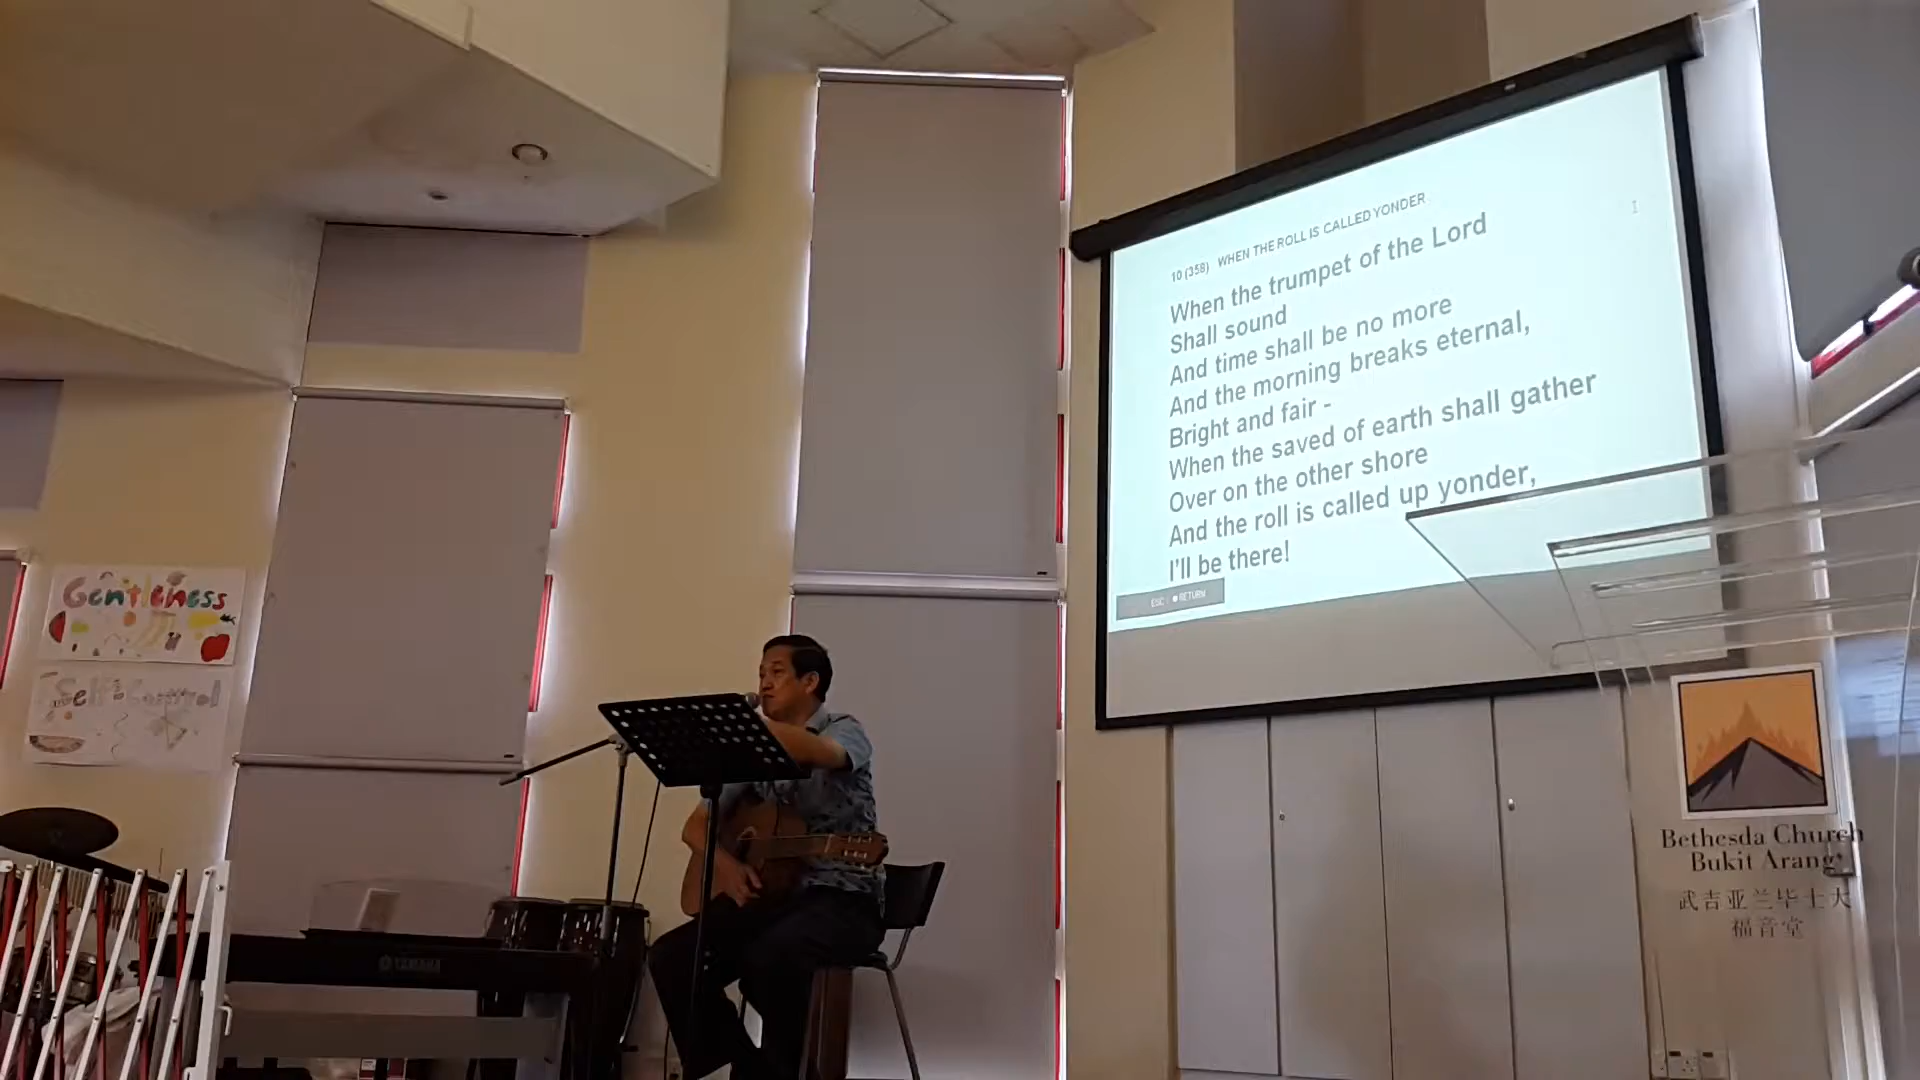 10 (358) WHEN THE ROLL IS CALLED YONDER
When the trumpet of the Lord
Shall sound
And time shall be no more
And the morning breaks eternal,
Bright and fair -
When the saved of earth shall gather
Over on the other shore
And the roll is called up yonder,
I'll be there!
ESC RETURN
Gentleness
Self Control
YAMAHA
Bethesda Church
Bukit Arang
武吉亚兰毕士大
福音堂